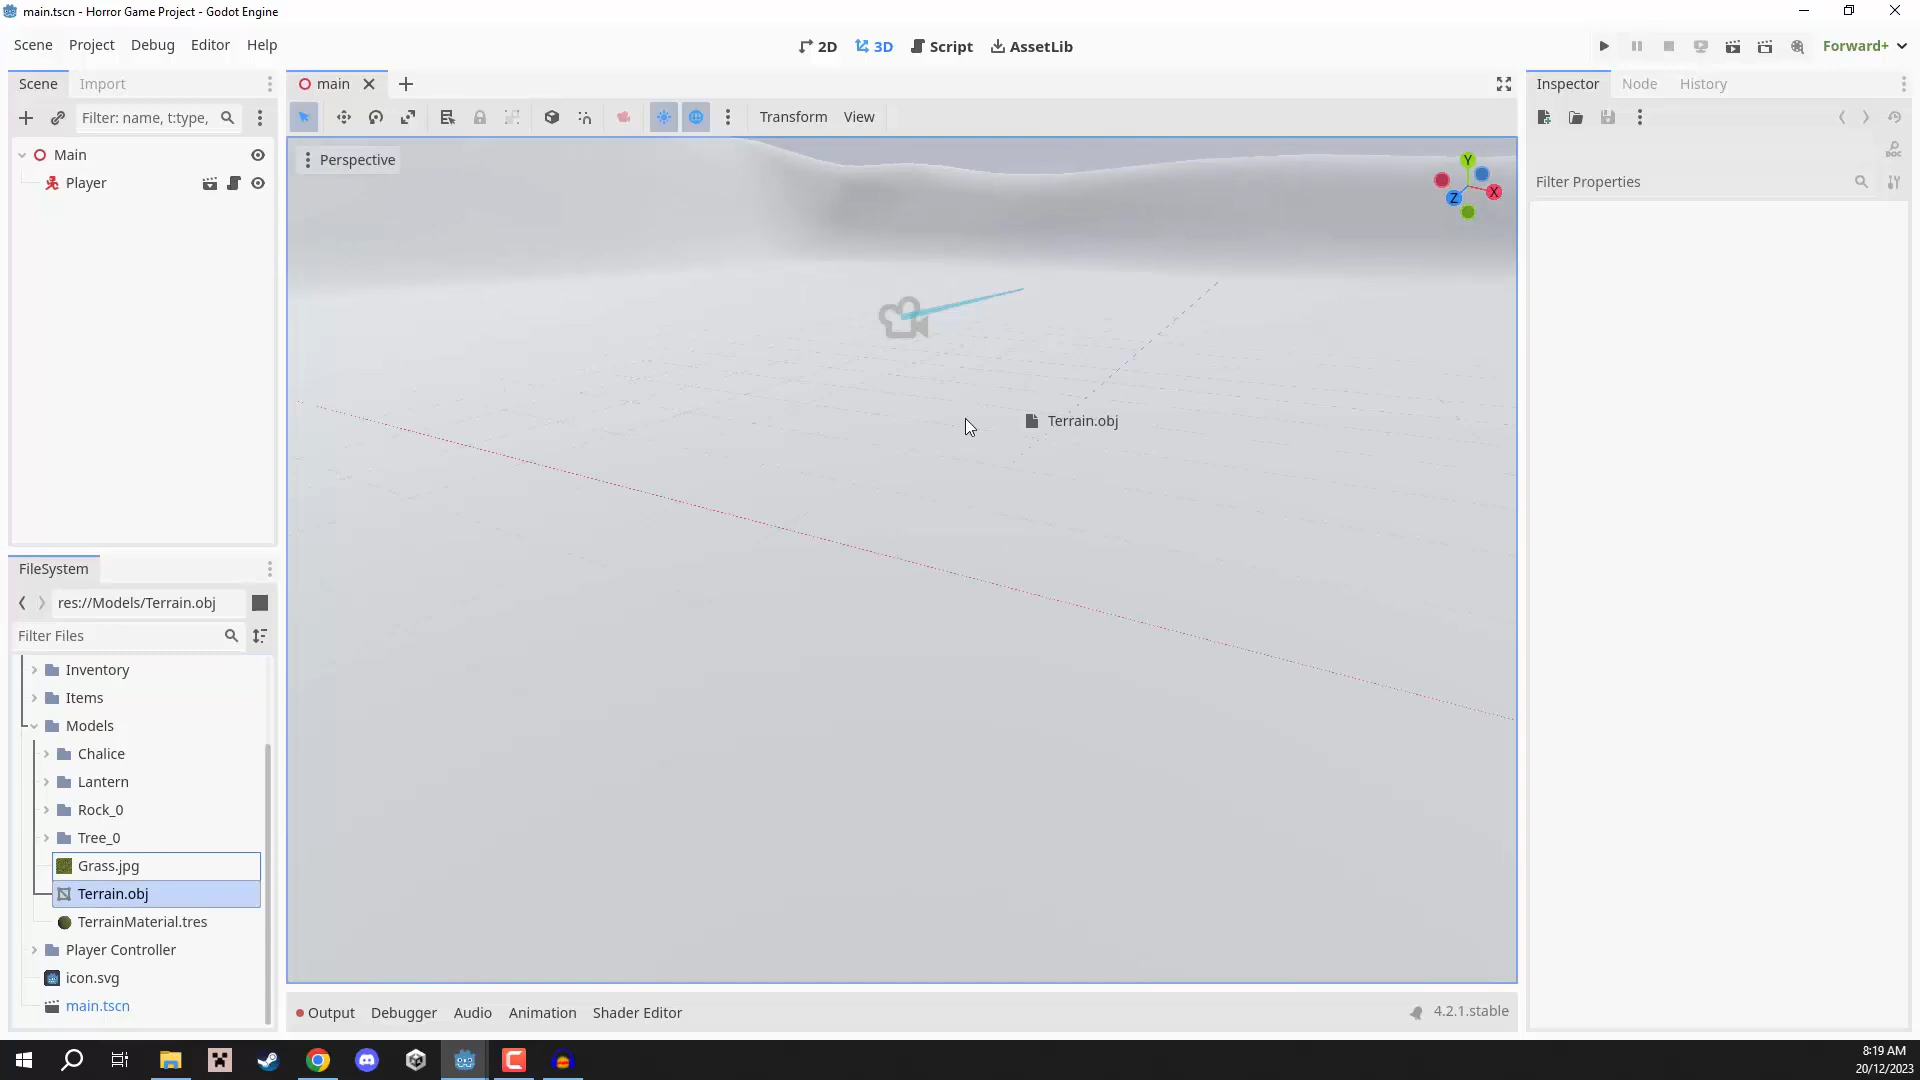 main.tscn - Horror Game Project - Godot Engine
Scene Project Debug Editor Help
2D 3D Script AssetLib
Forward+
Scene Import
main
Inspector Node History
Filter: name, t:type,
Transform View
DOC
Main
Player
Perspective
Y
X
Z
Filter Properties
Terrain.obj
FileSystem
res://Models/Terrain.obj
Filter Files
Inventory
Items
Models
Chalice
Lantern
Rock_0
Tree_0
Grass.jpg
Terrain.obj
TerrainMaterial.tres
Player Controller
icon.svg
main.tscn
Output Debugger Audio Animation Shader Editor
4.2.1.stable
8:19 AM
20/12/2023